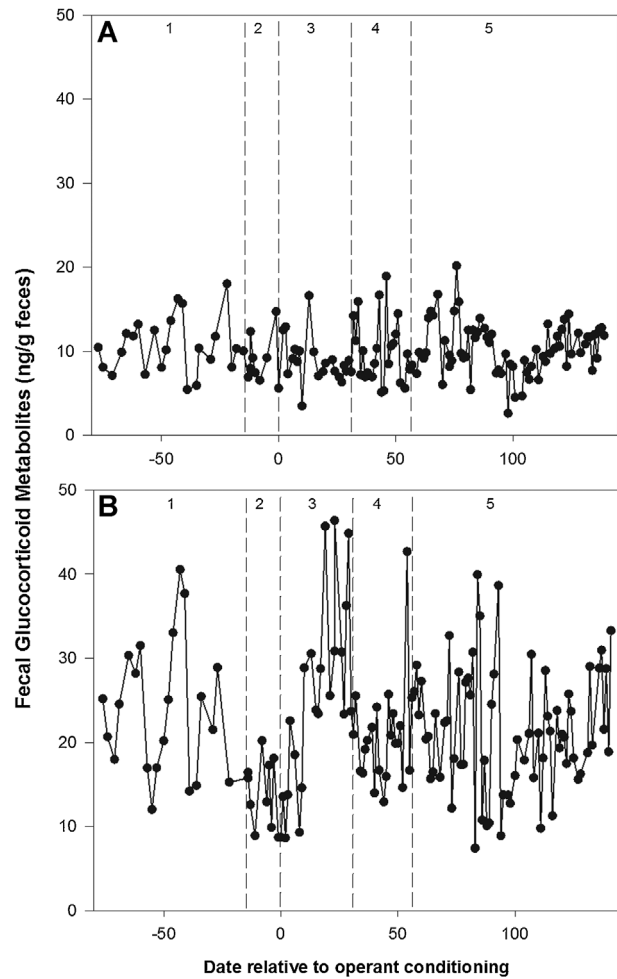 A 1 2 3 4 5
50
40
30
20
10
0
-50 0 50 100
Fecal Glucocorticoid Metabolites (ng/g feces)
B 1 2 3 4 5
50
40
30
20
10
0
-50 0 50 100
Date relative to operant conditioning